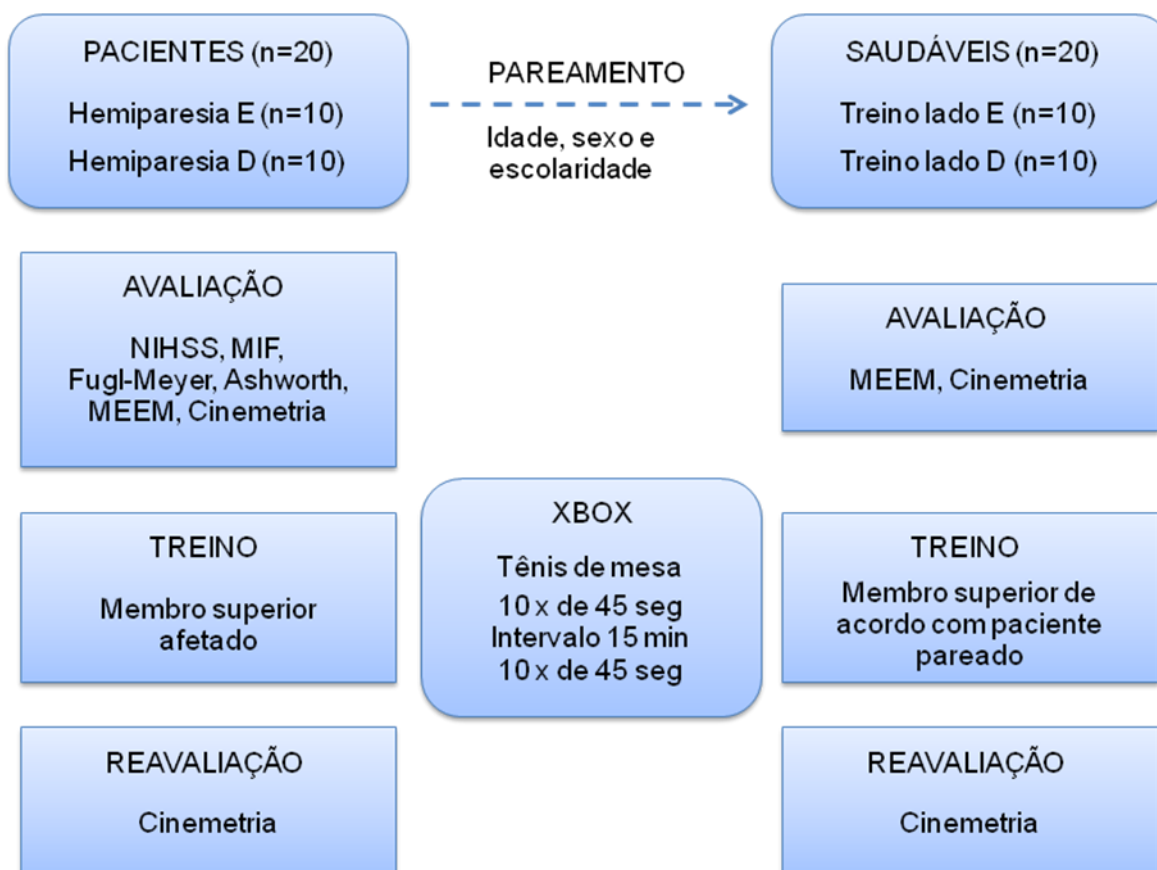 PACIENTES (n=20)
Hemiparesia E (n=10)
Hemiparesia D (n=10)
PAREAMENTO
Idade, sexo e
escolaridade
SAUDÁVEIS (n=20)
Treino lado E (n=10)
Treino lado D (n=10)
AVALIAÇÃO
NIHSS, MIF,
Fugl-Meyer, Ashworth,
MEEM, Cinemetria
AVALIAÇÃO
MEEM, Cinemetria
TREINO
Membro superior
afetado
XBOX
Tênis de mesa
10 x de 45 seg
Intervalo 15 min
10 x de 45 seg
TREINO
Membro superior de
acordo com paciente
pareado
REAVALIAÇÃO
Cinemetria
REAVALIAÇÃO
Cinemetria